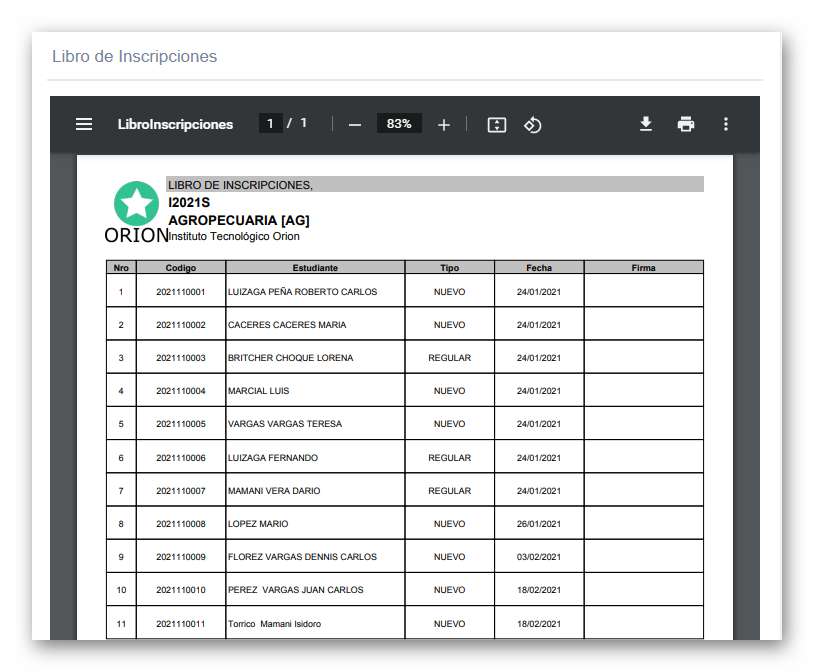 Libro de Inscripciones
LibroInscripciones 1 / 1 83%
LIBRO DE INSCRIPCIONES,
I2021S
AGROPECUARIA [AG]
ORION Instituto Tecnológico Orion
Nro Codigo Estudiante Tipo Fecha Firma
1 2021110001 LUIZAGA PEÑA ROBERTO CARLOS NUEVO 24/01/2021
2 2021110002 CACERES CACERES MARIA NUEVO 24/01/2021
3 2021110003 BRITCHER CHOQUE LORENA REGULAR 24/01/2021
4 2021110004 MARCIAL LUIS NUEVO 24/01/2021
5 2021110005 VARGAS VARGAS TERESA NUEVO 24/01/2021
6 2021110006 LUIZAGA FERNANDO REGULAR 24/01/2021
7 2021110007 MAMANI VERA DARIO REGULAR 24/01/2021
8 2021110008 LOPEZ MARIO NUEVO 26/01/2021
9 2021110009 FLOREZ VARGAS DENNIS CARLOS NUEVO 03/02/2021
10 2021110010 PEREZ VARGAS JUAN CARLOS NUEVO 18/02/2021
11 2021110011 Torrico Mamani Isidoro NUEVO 18/02/2021